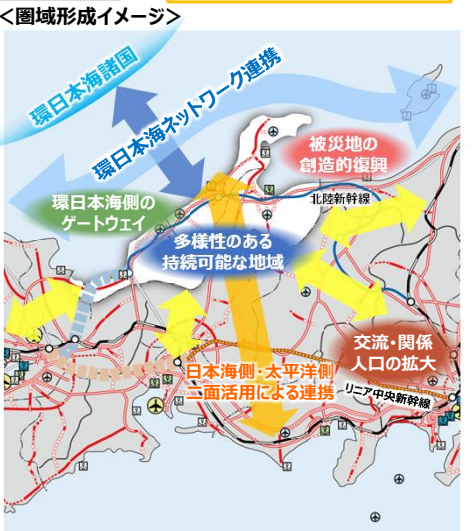 ＜圏域形成イメージ＞
環日本海諸国
環日本海ネットワーク連携
被災地の
創造的復興
北陸新幹線
環日本海側の
ゲートウェイ
多様性のある
持続可能な地域
交流・関係
人口の拡大
日本海側・太平洋側
二面活用による連携
リニア中央新幹線